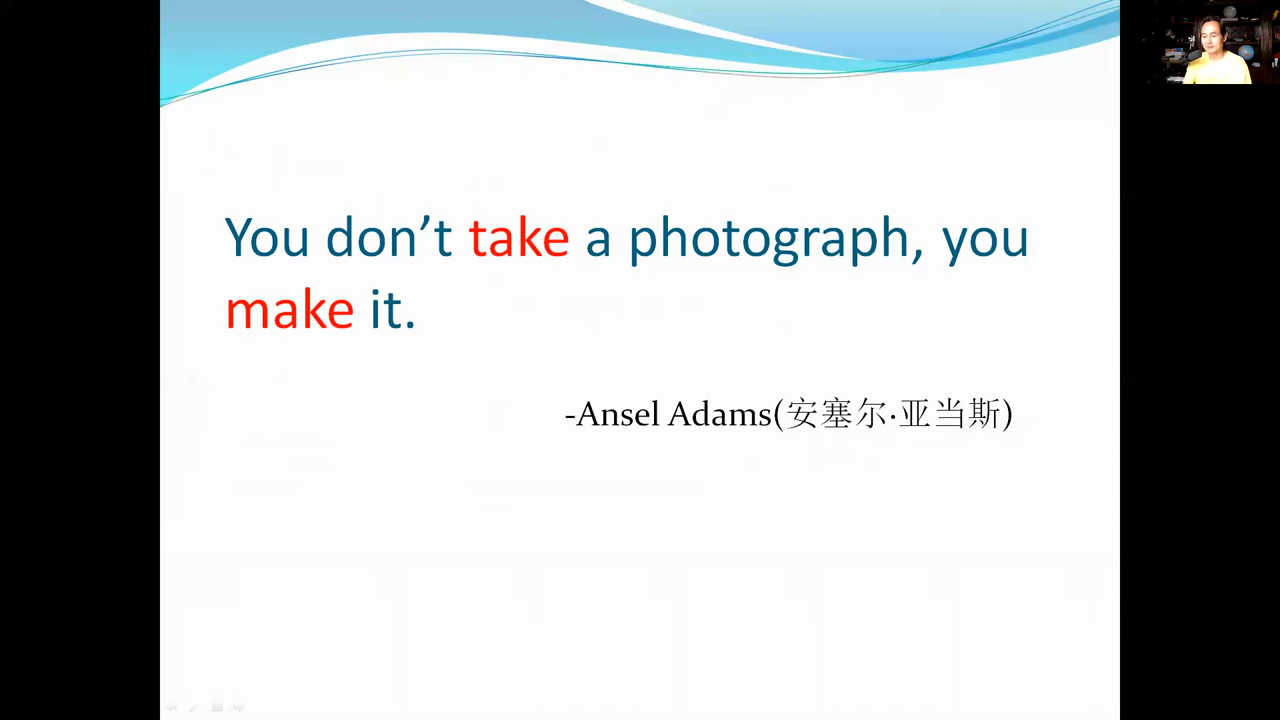 You don’t take a photograph, you
make it.
-Ansel Adams(安塞尔·亚当斯)